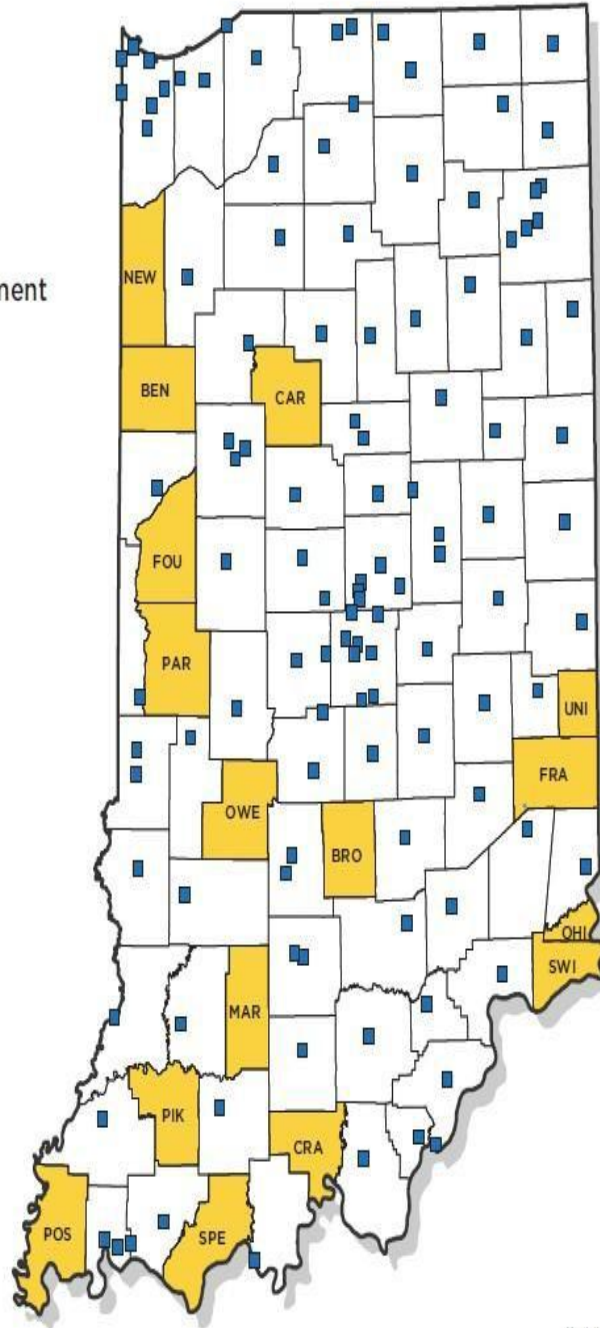 NEW
ment
BEN
CAR
FOU
PAR
UNI
FRA
OWE
BRO
OHI
SWI
MAR
PIK
CRA
POS
SPE